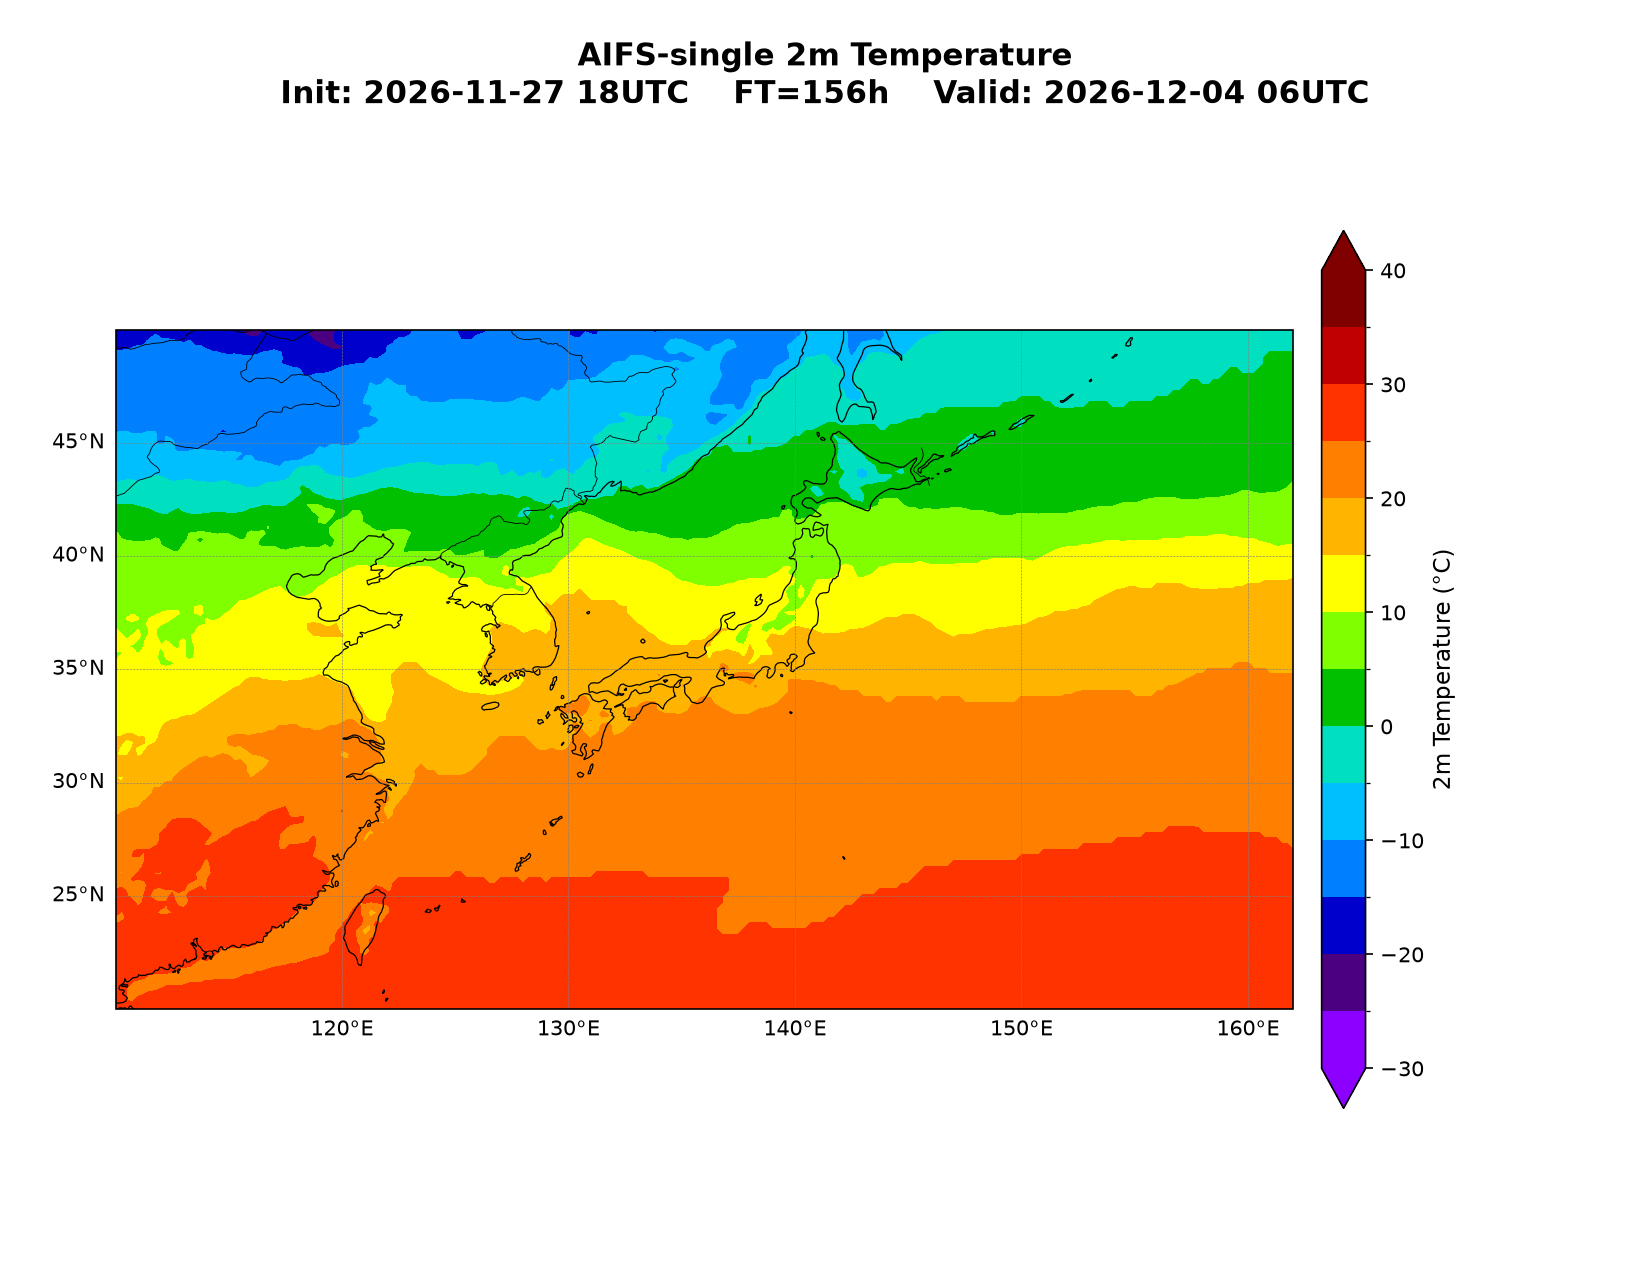 AIFS-single 2m Temperature
Init: 2026-11-27 18UTC    FT=156h    Valid: 2026-12-04 06UTC
45°N
40°N
35°N
30°N
25°N
120°E
130°E
140°E
150°E
160°E
40
30
20
10
0
−10
−20
−30
2m Temperature (°C)